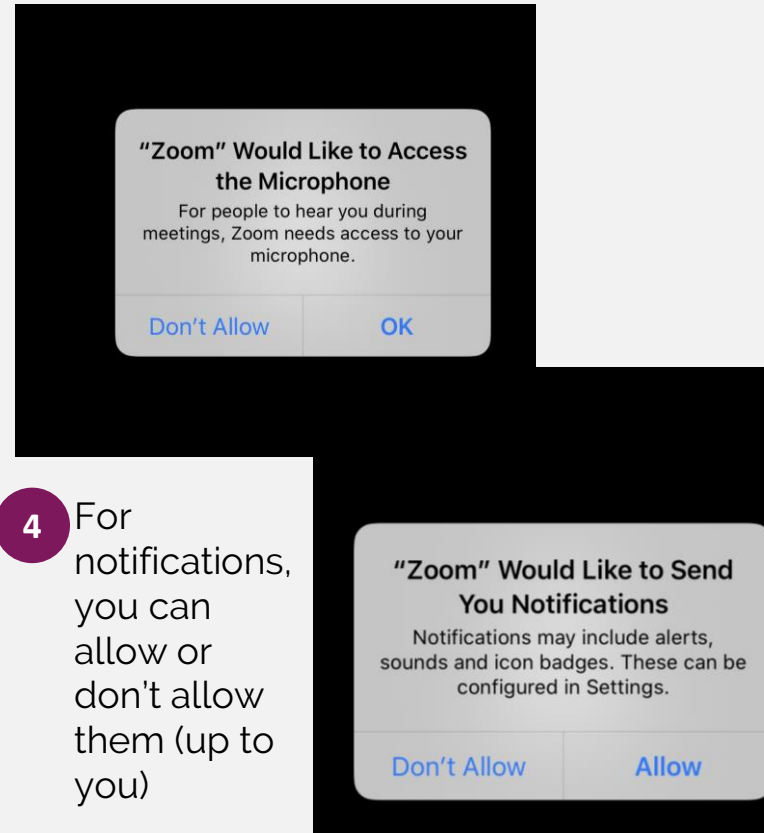 “Zoom” Would Like to Access
the Microphone
For people to hear you during
meetings, Zoom needs access to your
microphone.
Don’t Allow
OK
4
For
notifications,
you can
allow or
don’t allow
them (up to
you)
“Zoom” Would Like to Send
You Notifications
Notifications may include alerts,
sounds and icon badges. These can be
configured in Settings.
Don’t Allow
Allow